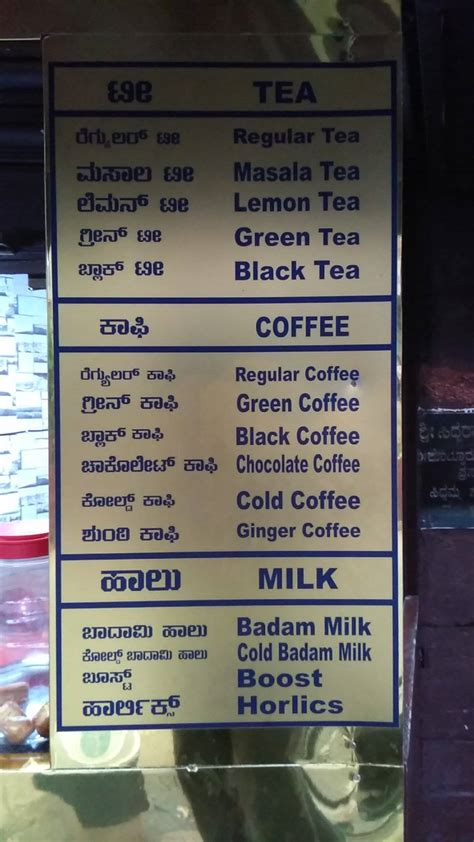 ಟೀ TEA
ರೆಗ್ಯುಲರ್ ಟೀ Regular Tea
ಮಸಾಲ ಟೀ Masala Tea
ಲೆಮನ್ ಟೀ Lemon Tea
ಗ್ರೀನ್ ಟೀ Green Tea
ಬ್ಲಾಕ್ ಟೀ Black Tea
ಕಾಫಿ COFFEE
ರೆಗ್ಯುಲರ್ ಕಾಫಿ Regular Coffee
ಗ್ರೀನ್ ಕಾಫಿ Green Coffee
ಬ್ಲಾಕ್ ಕಾಫಿ Black Coffee
ಚಾಕೋಲೇಟ್ ಕಾಫಿ Chocolate Coffee
ಕೋಲ್ಡ್ ಕಾಫಿ Cold Coffee
ಶುಂಠಿ ಕಾಫಿ Ginger Coffee
ಹಾಲು MILK
ಬಾದಾಮಿ ಹಾಲು Badam Milk
ಕೋಲ್ಡ್ ಬಾದಾಮಿ ಹಾಲು Cold Badam Milk
ಬೂಸ್ಟ್ Boost
ಹಾರ್ಲಿಕ್ಸ್ Horlics